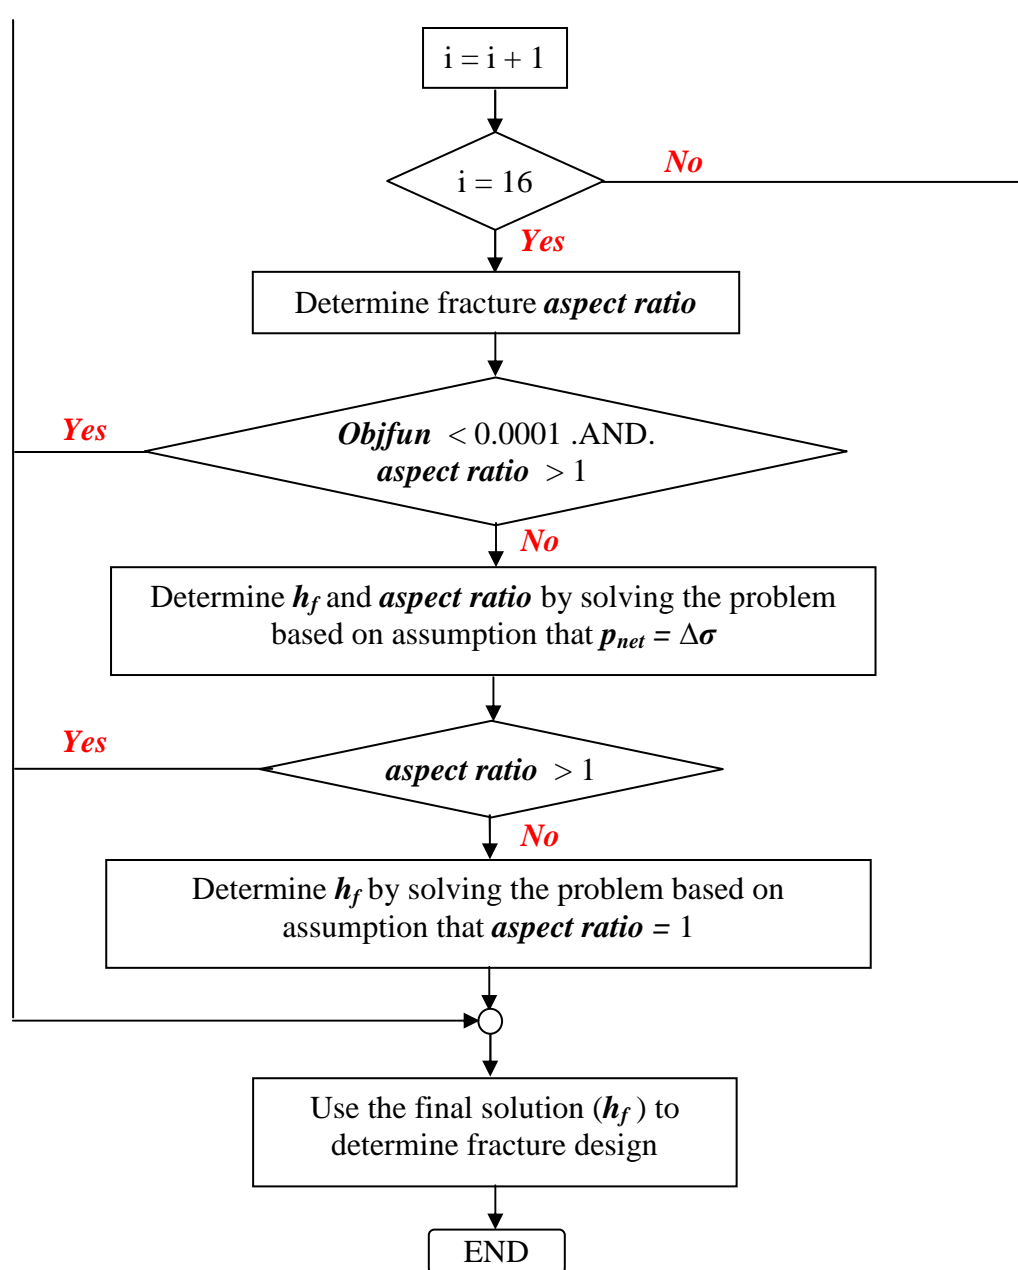 i = i + 1
i = 16
No
Yes
Determine fracture aspect ratio
Yes
Objfun < 0.0001 .AND.
aspect ratio > 1
No
Determine hf and aspect ratio by solving the problem
based on assumption that pnet = Δσ
Yes
aspect ratio > 1
No
Determine hf by solving the problem based on
assumption that aspect ratio = 1
Use the final solution (hf ) to
determine fracture design
END